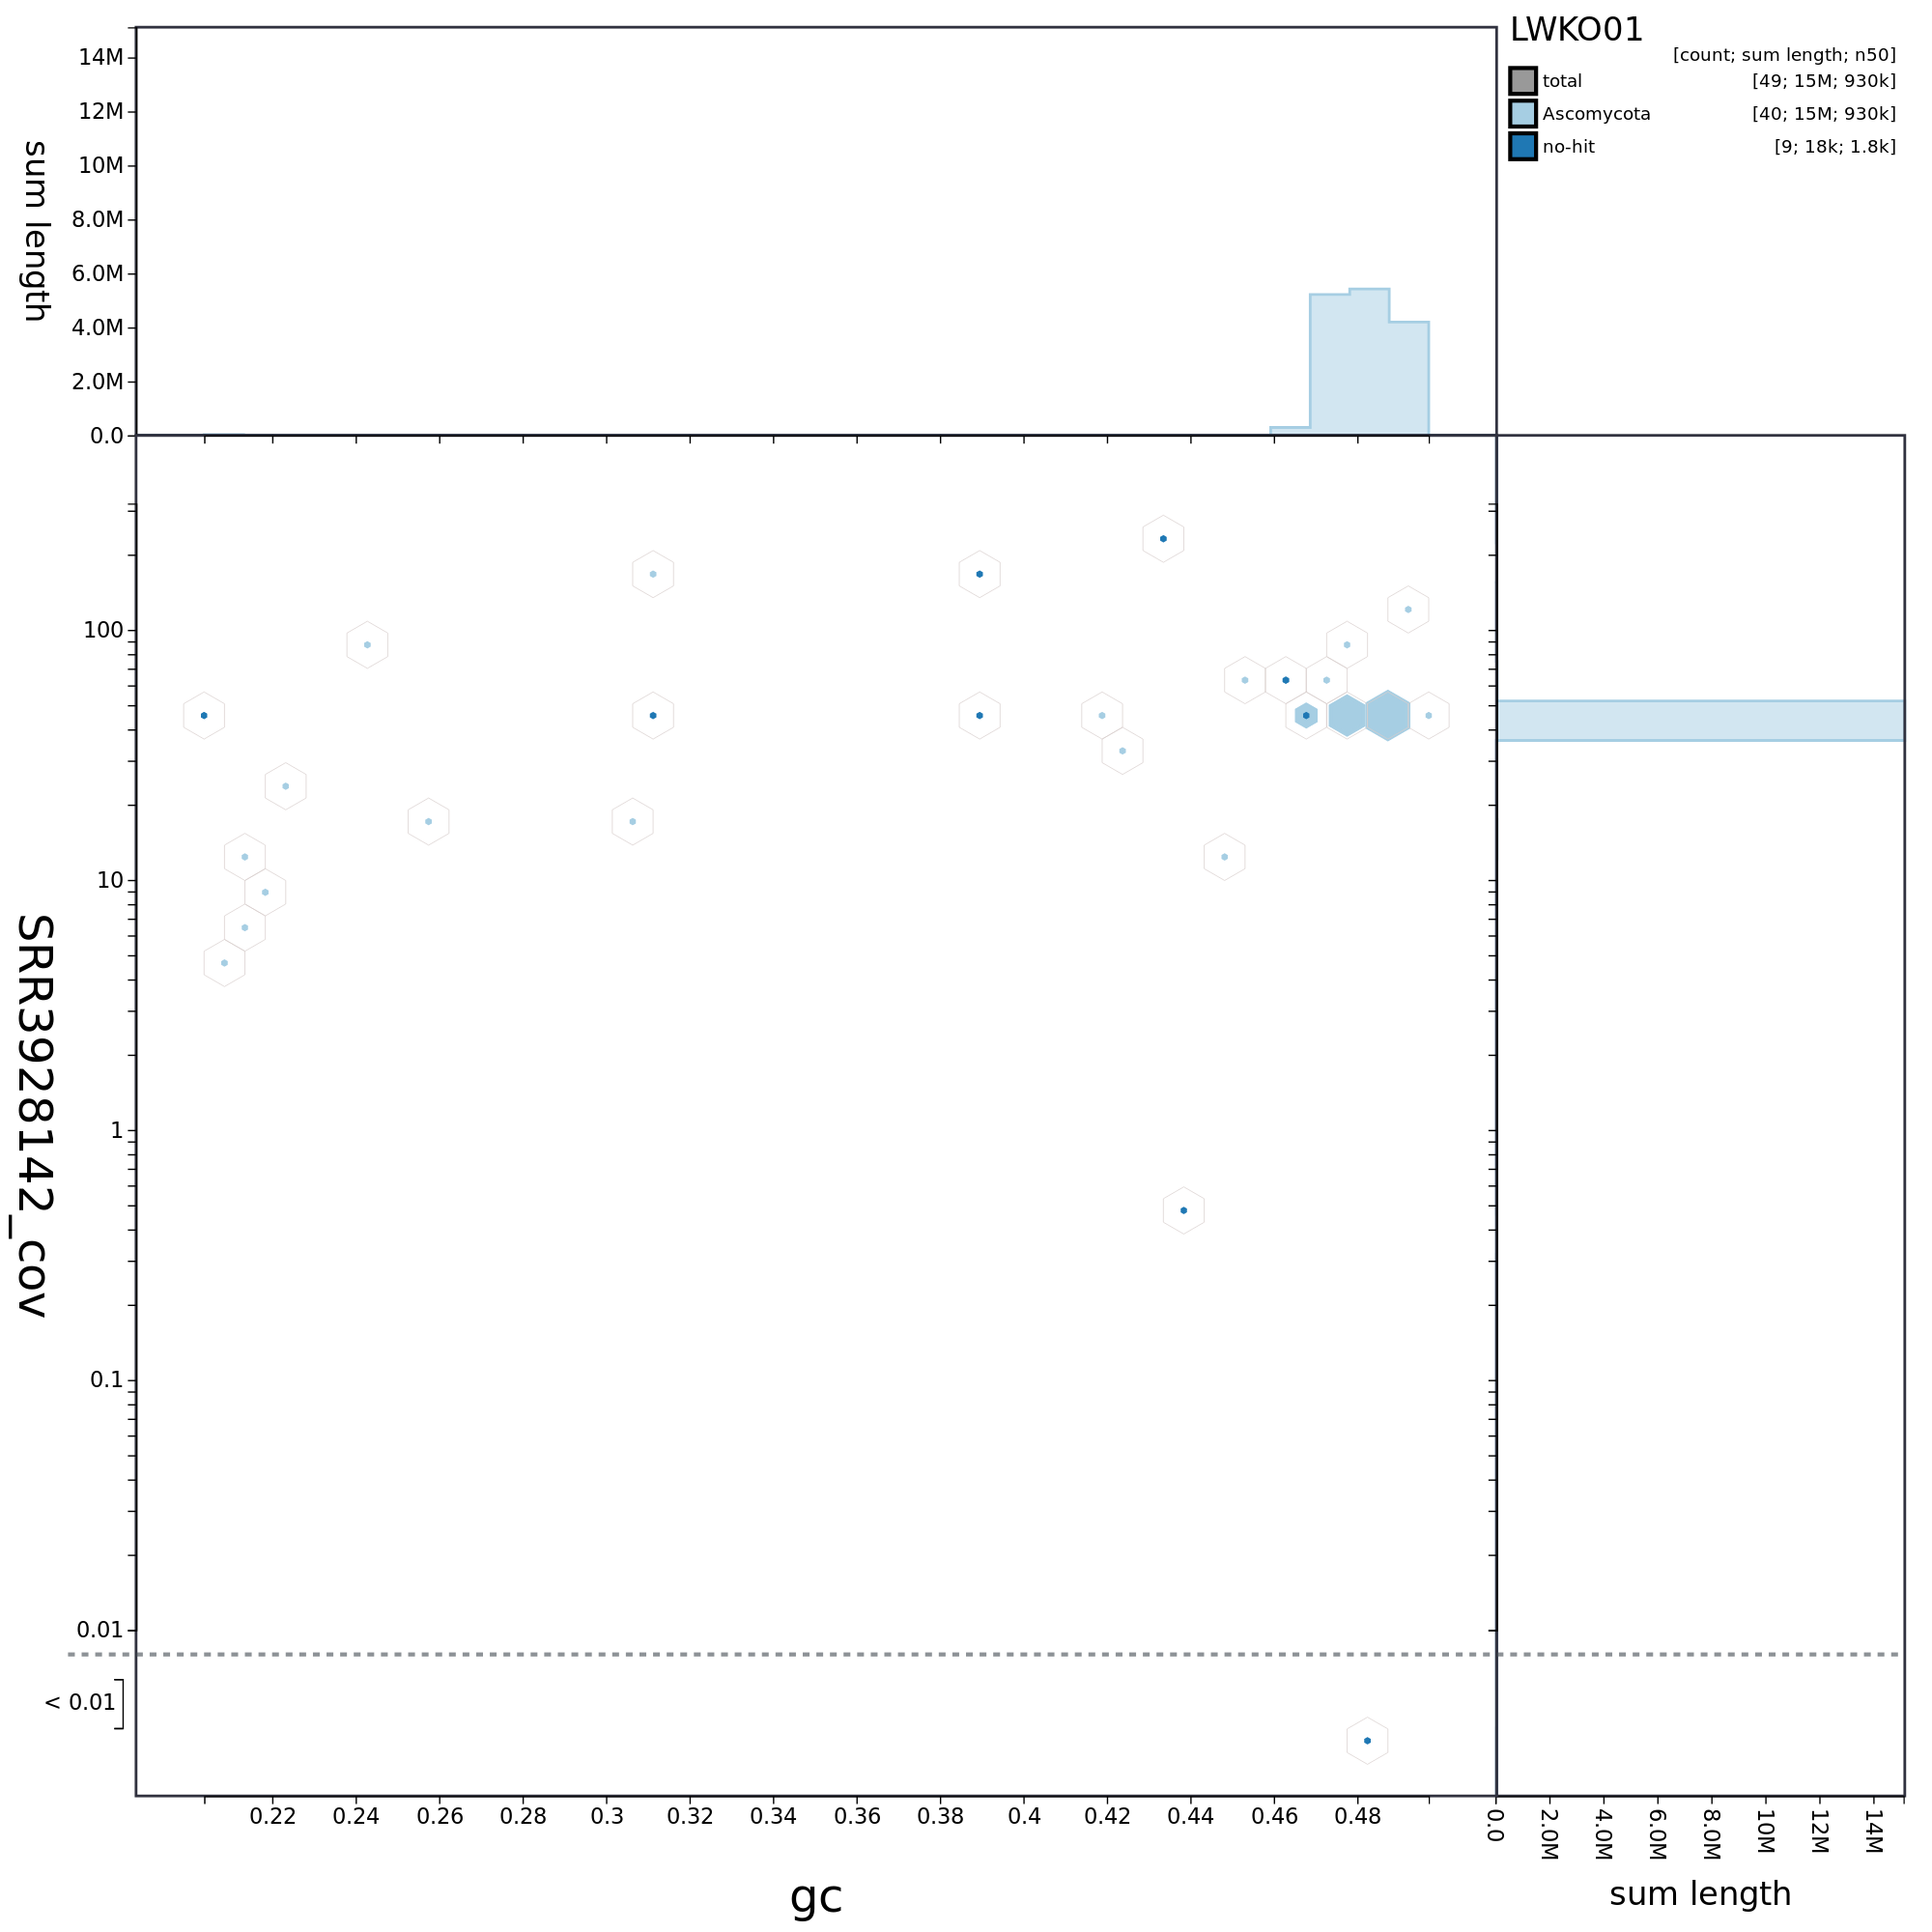 LWKO01
[count; sum length; n50]
total [49; 15M; 930k]
Ascomycota [40; 15M; 930k]
no-hit [9; 18k; 1.8k]
sum length
14M
12M
10M
8.0M
6.0M
4.0M
2.0M
0.0
SRR3928142_cov
100
10
1
0.1
0.01
< 0.01
0.22 0.24 0.26 0.28 0.3 0.32 0.34 0.36 0.38 0.4 0.42 0.44 0.46 0.48
gc
0.0 2.0M 4.0M 6.0M 8.0M 10M 12M 14M
sum length